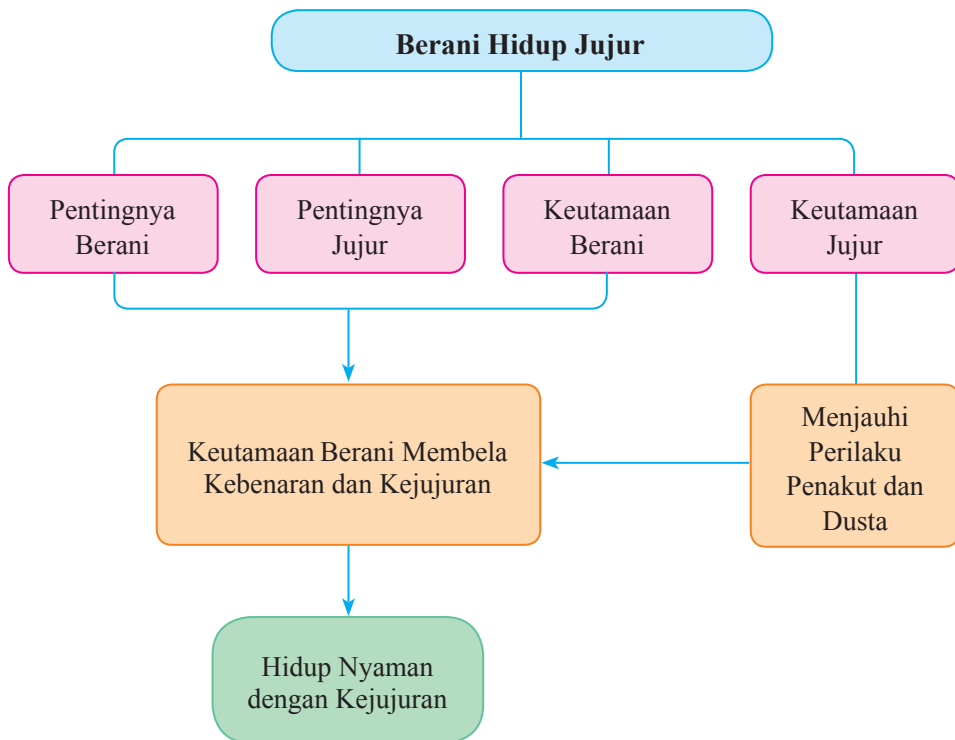 Berani Hidup Jujur
Pentingnya
Berani
Pentingnya
Jujur
Keutamaan
Berani
Keutamaan
Jujur
Keutamaan Berani Membela
Kebenaran dan Kejujuran
Menjauhi
Perilaku
Penakut dan
Dusta
Hidup Nyaman
dengan Kejujuran